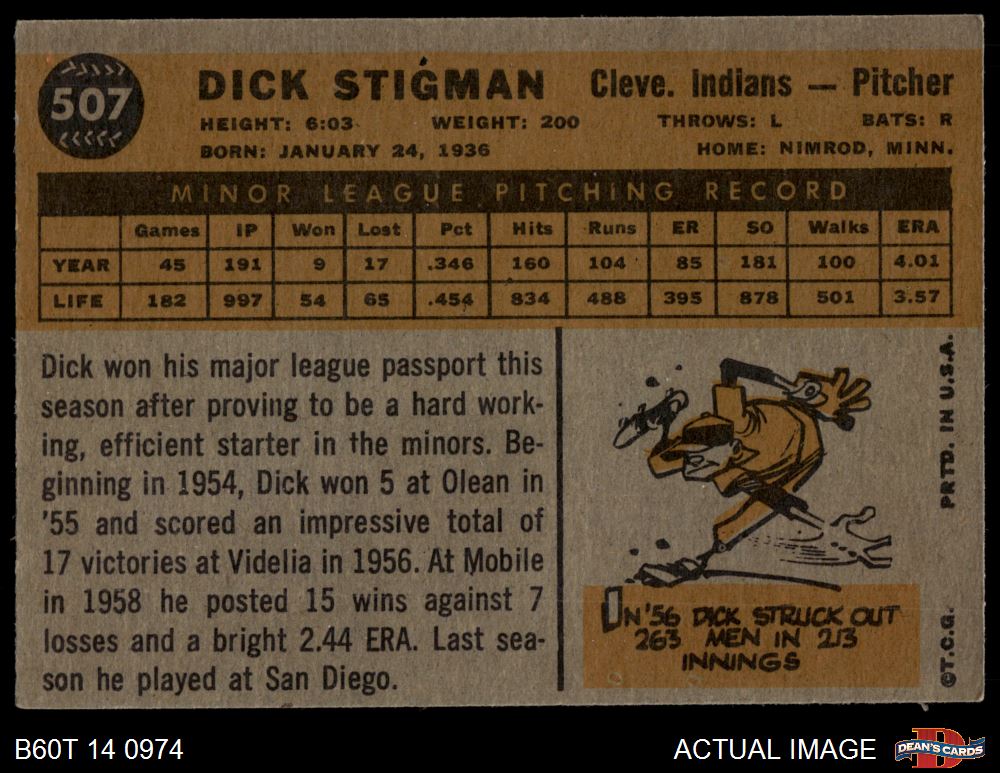 507
DICK STIGMAN Cleve. Indians — Pitcher
HEIGHT: 6:03 WEIGHT: 200 THROWS: L BATS: R
BORN: JANUARY 24, 1936 HOME: NIMROD, MINN.
MINOR LEAGUE PITCHING RECORD
Games IP Won Lost Pct Hits Runs ER SO Walks ERA
YEAR 45 191 9 17 .346 160 104 85 181 100 4.01
LIFE 182 997 54 65 .454 834 488 395 878 501 3.57
Dick won his major league passport this
season after proving to be a hard work-
ing, efficient starter in the minors. Be-
ginning in 1954, Dick won 5 at Olean in
'55 and scored an impressive total of
17 victories at Videlia in 1956. At Mobile
in 1958 he posted 15 wins against 7
losses and a bright 2.44 ERA. Last sea-
son he played at San Diego.
IN '56 DICK STRUCK OUT
263 MEN IN 213
INNINGS
©T.C.G. PRTD. IN U.S.A.
B60T 14 0974 ACTUAL IMAGE
DEAN'S CARDS